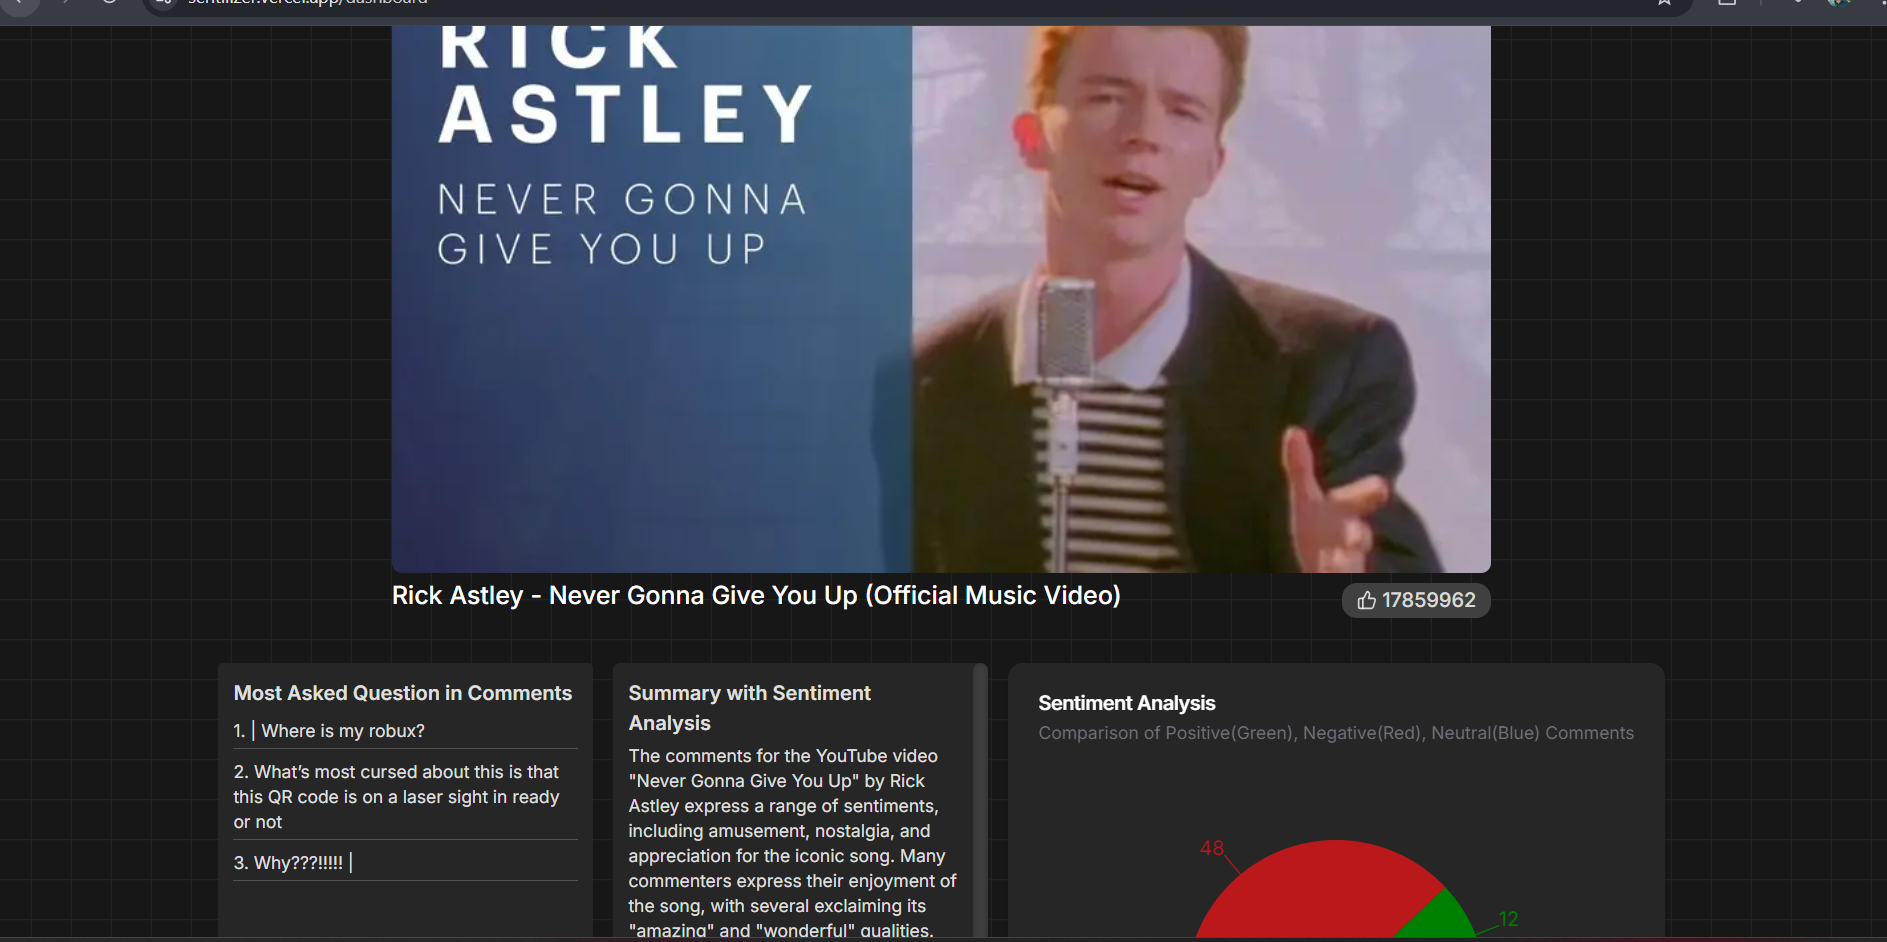 sentilizer.vercel.app/dashboard
RICK
ASTLEY
NEVER GONNA
GIVE YOU UP
Rick Astley - Never Gonna Give You Up (Official Music Video)
17859962
Most Asked Question in Comments
1. | Where is my robux?
2. What’s most cursed about this is that
this QR code is on a laser sight in ready
or not
3. Why???!!!!! |
Summary with Sentiment
Analysis
The comments for the YouTube video
"Never Gonna Give You Up" by Rick
Astley express a range of sentiments,
including amusement, nostalgia, and
appreciation for the iconic song. Many
commenters express their enjoyment of
the song, with several exclaiming its
"amazing" and "wonderful" qualities.
Sentiment Analysis
Comparison of Positive(Green), Negative(Red), Neutral(Blue) Comments
48
12